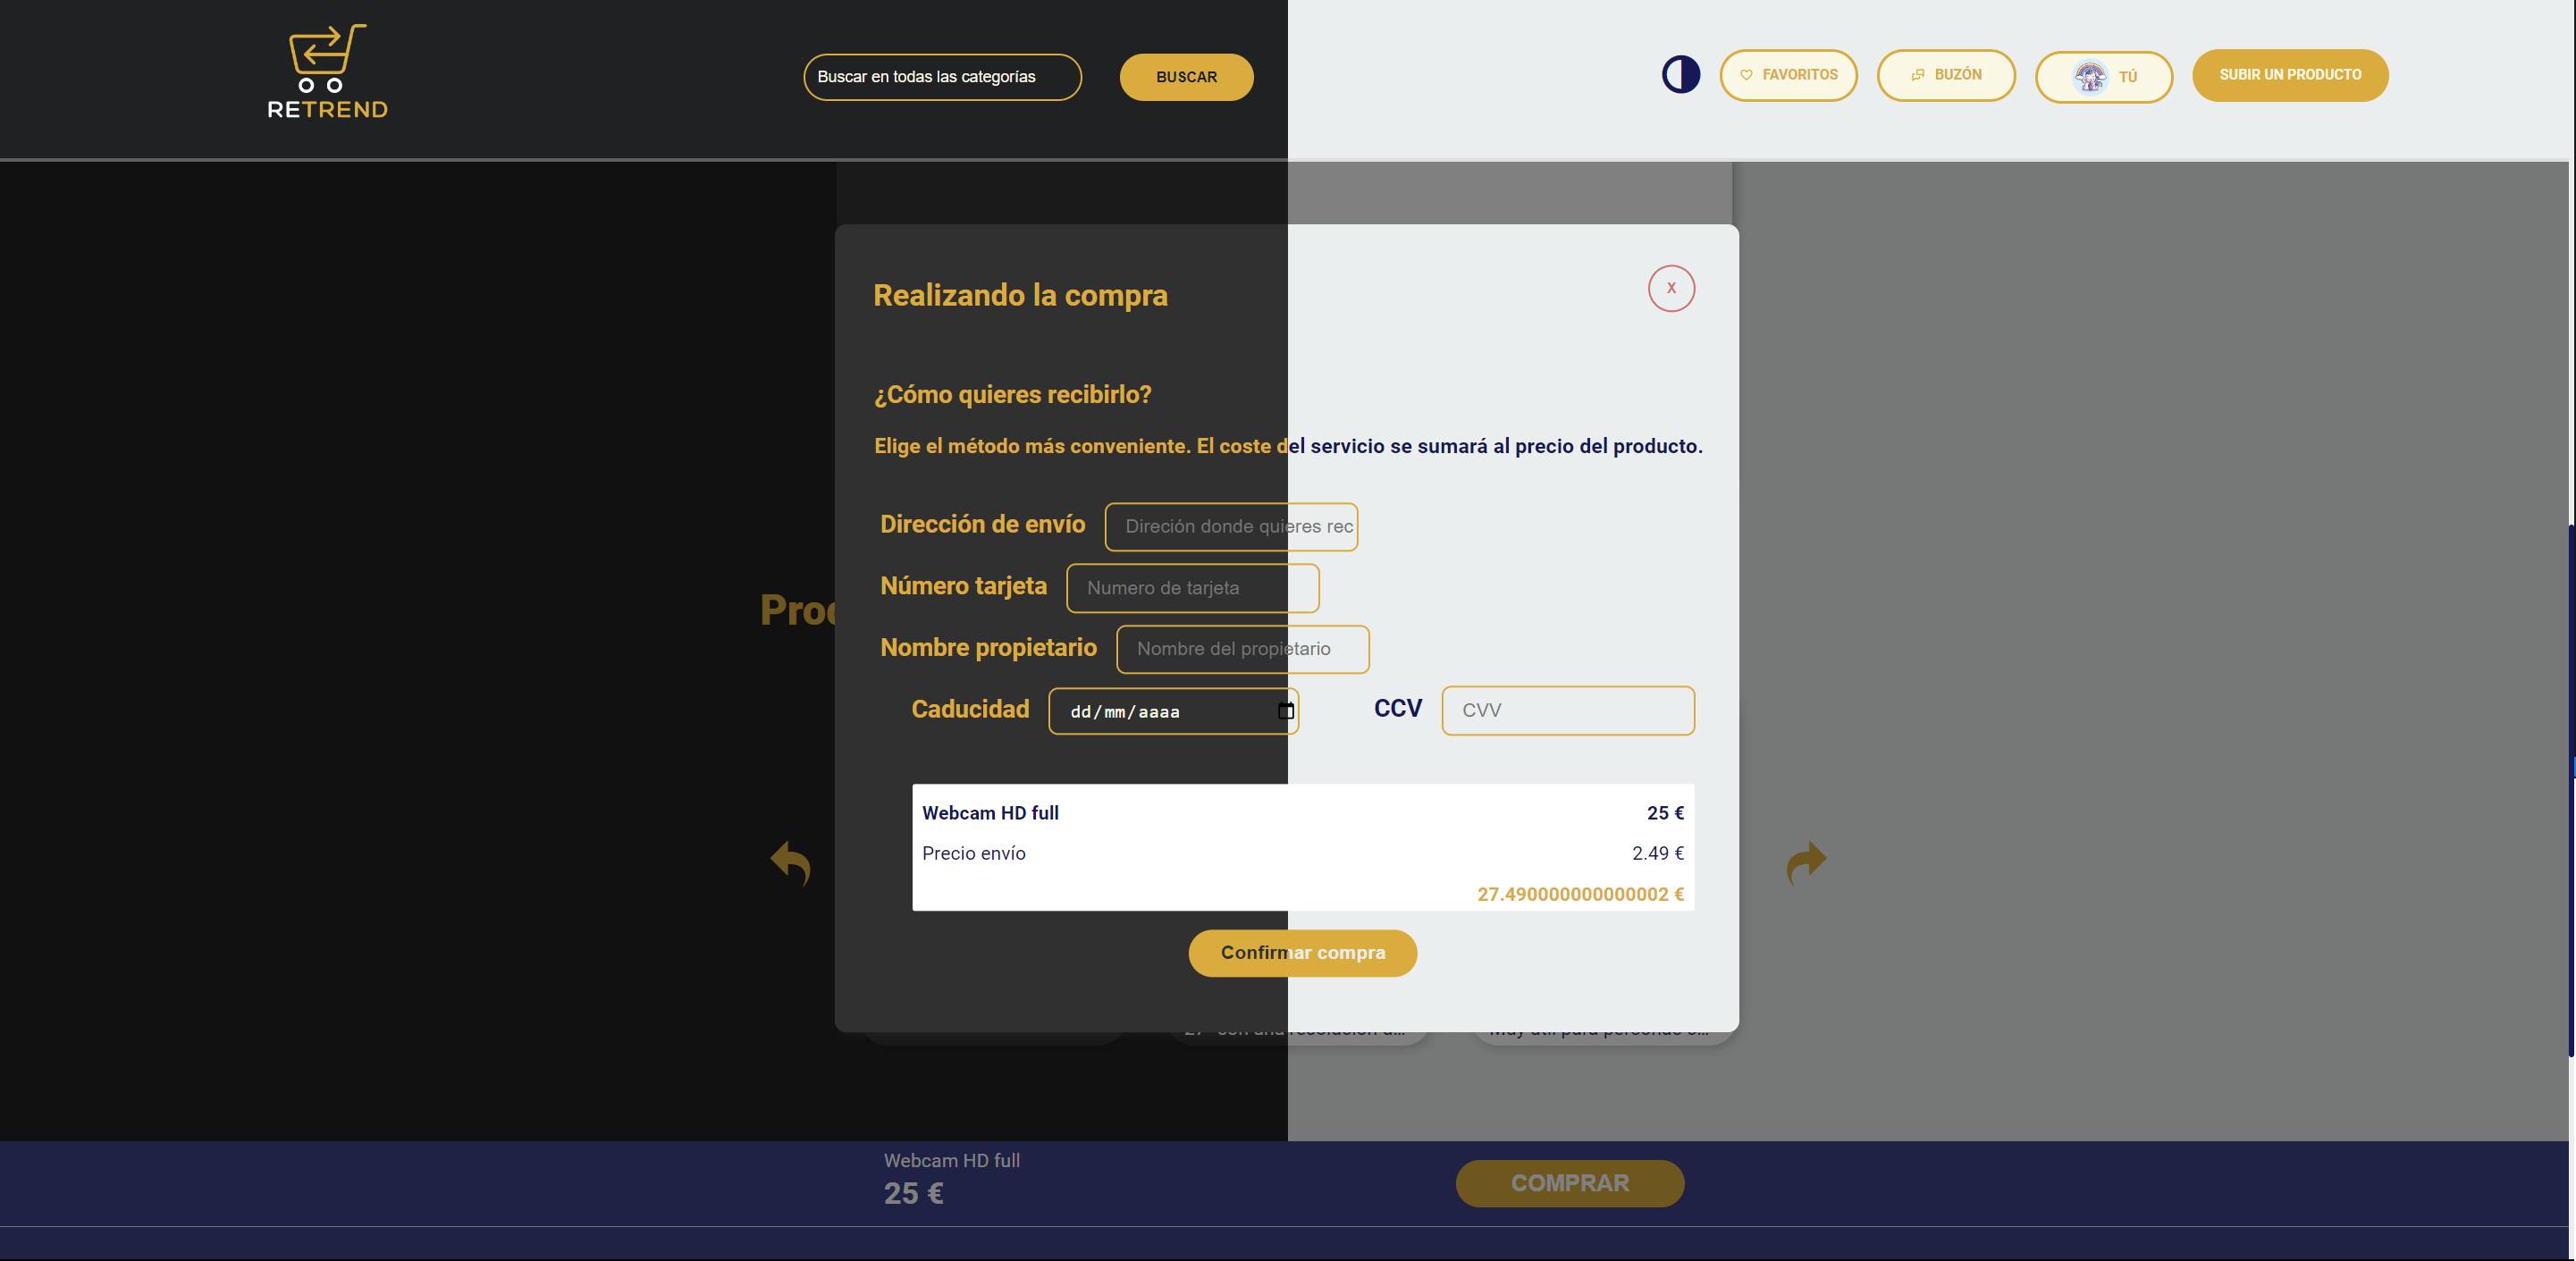 RETREND
Buscar en todas las categorías
BUSCAR
FAVORITOS
BUZÓN
TÚ
SUBIR UN PRODUCTO
Realizando la compra
X
¿Cómo quieres recibirlo?
Elige el método más conveniente. El coste del servicio se sumará al precio del producto.
Dirección de envío
Direción donde quieres rec
Número tarjeta
Numero de tarjeta
Nombre propietario
Nombre del propietario
Caducidad
dd/mm/aaaa
CCV
CVV
Prod
Webcam HD full 25 €
Precio envío 2.49 €
27.490000000000002 €
Confirmar compra
Webcam HD full
25 €
COMPRAR